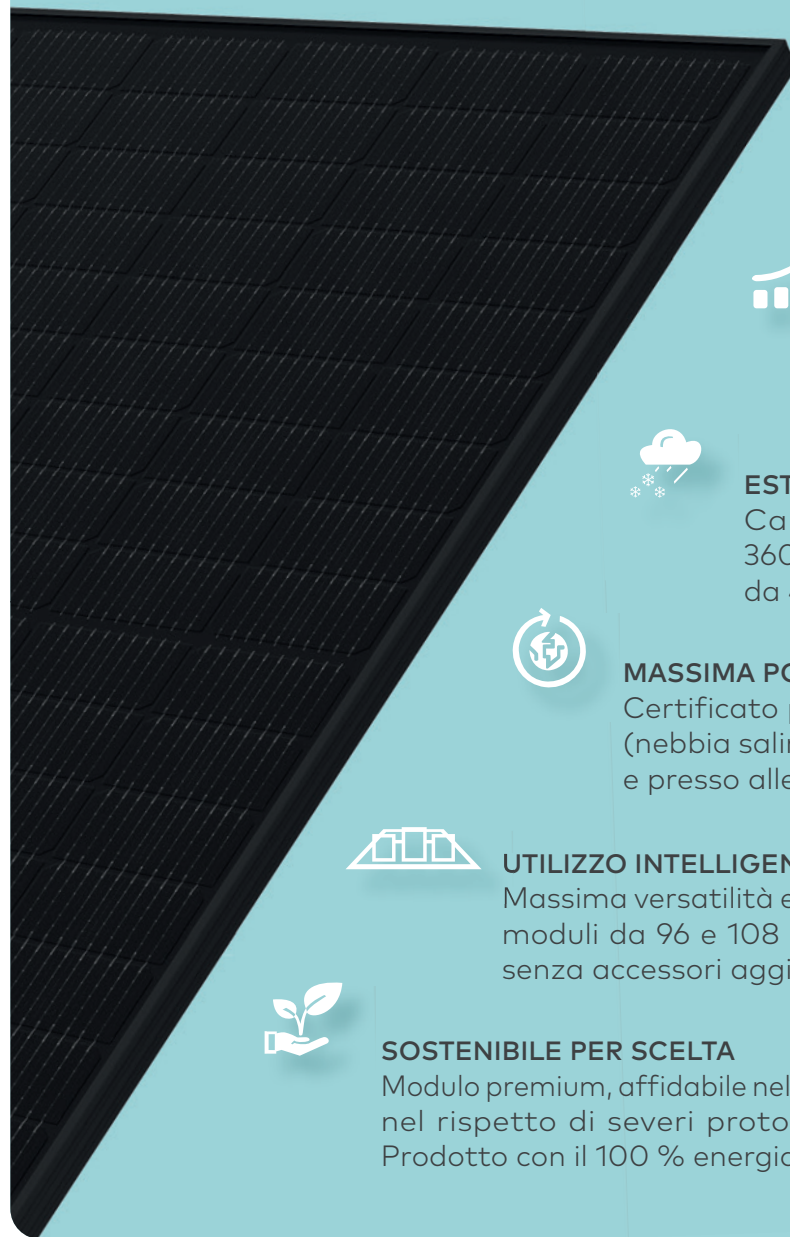 EST
Ca
360
da
MASSIMA PO
Certificato p
(nebbia salin
e presso alle
UTILIZZO INTELLIGEN
Massima versatilità e
moduli da 96 e 108
senza accessori aggi
SOSTENIBILE PER SCELTA
Modulo premium, affidabile nel
nel rispetto di severi proto
Prodotto con il 100 % energia